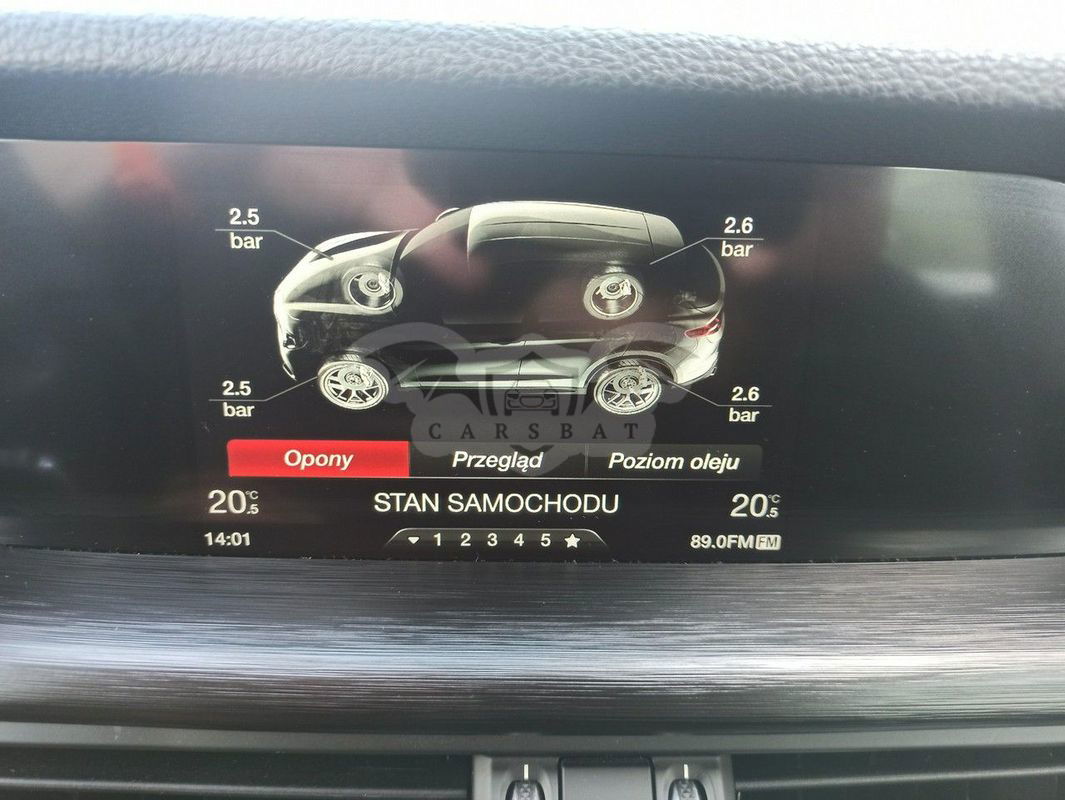 2.5
bar
2.6
bar
2.5
bar
2.6
bar
CARSBAT
Opony Przegląd Poziom oleju
20.5°C STAN SAMOCHODU 20.5°C
14:01 1 2 3 4 5 89.0FM FM